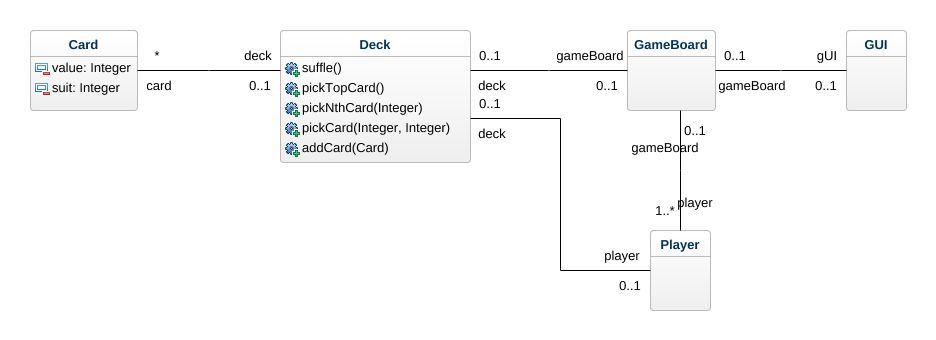 Card
value: Integer
suit: Integer
*
card
deck
0..1
Deck
suffle()
pickTopCard()
pickNthCard(Integer)
pickCard(Integer, Integer)
addCard(Card)
0..1
deck
0..1
deck
gameBoard
0..1
GameBoard
0..1
gameBoard
gUI
0..1
GUI
0..1
gameBoard
player
1..*
Player
player
0..1